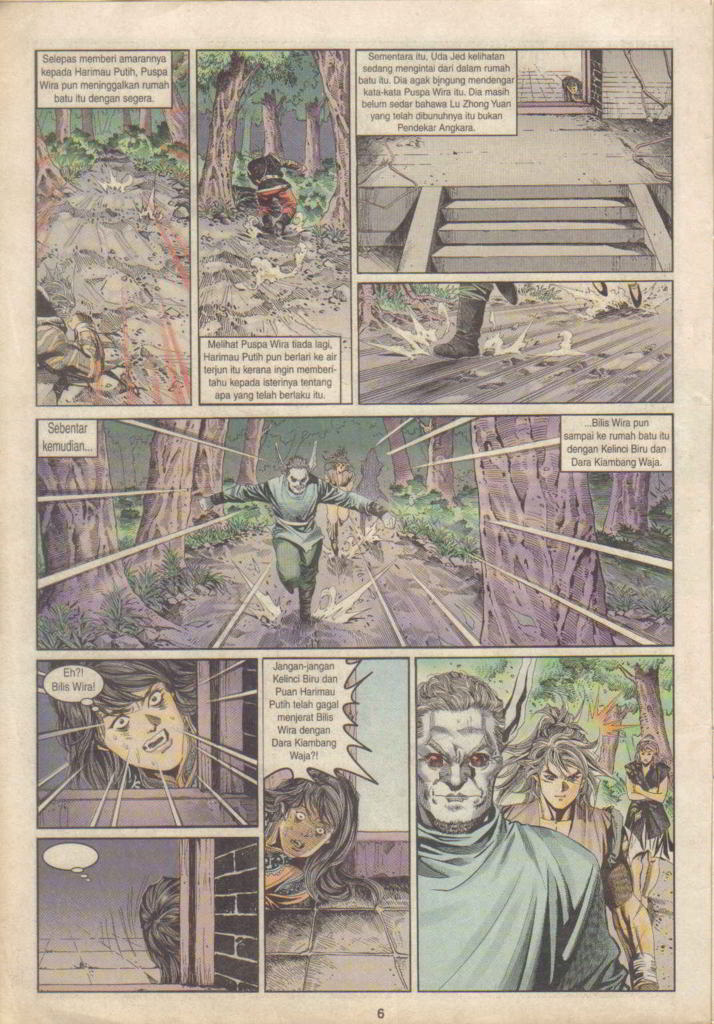 Selepas memberi amarannya
kepada Harimau Putih, Puspa
Wira pun meninggalkan rumah
batu itu dengan segera.
Melihat Puspa Wira tiada lagi,
Harimau Putih pun berlari ke air
terjun itu kerana ingin memberi-
tahu kepada isterinya tentang
apa yang telah berlaku itu.
Sementara itu, Uda Jed kelihatan
sedang mengintai dari dalam rumah
batu itu. Dia agak bingung mendengar
kata-kata Puspa Wira itu. Dia masih
belum sedar bahawa Lu Zhong Yuan
yang telah dibunuhnya itu bukan
Pendekar Angkara.
Sebentar
kemudian...
...Bilis Wira pun
sampai ke rumah batu itu
dengan Kelinci Biru dan
Dara Kiambang Waja.
Eh?!
Bilis Wira!
Jangan-jangan
Kelinci Biru dan
Puan Harimau
Putih telah gagal
menjerat Bilis
Wira dengan
Dara Kiambang
Waja?!
6